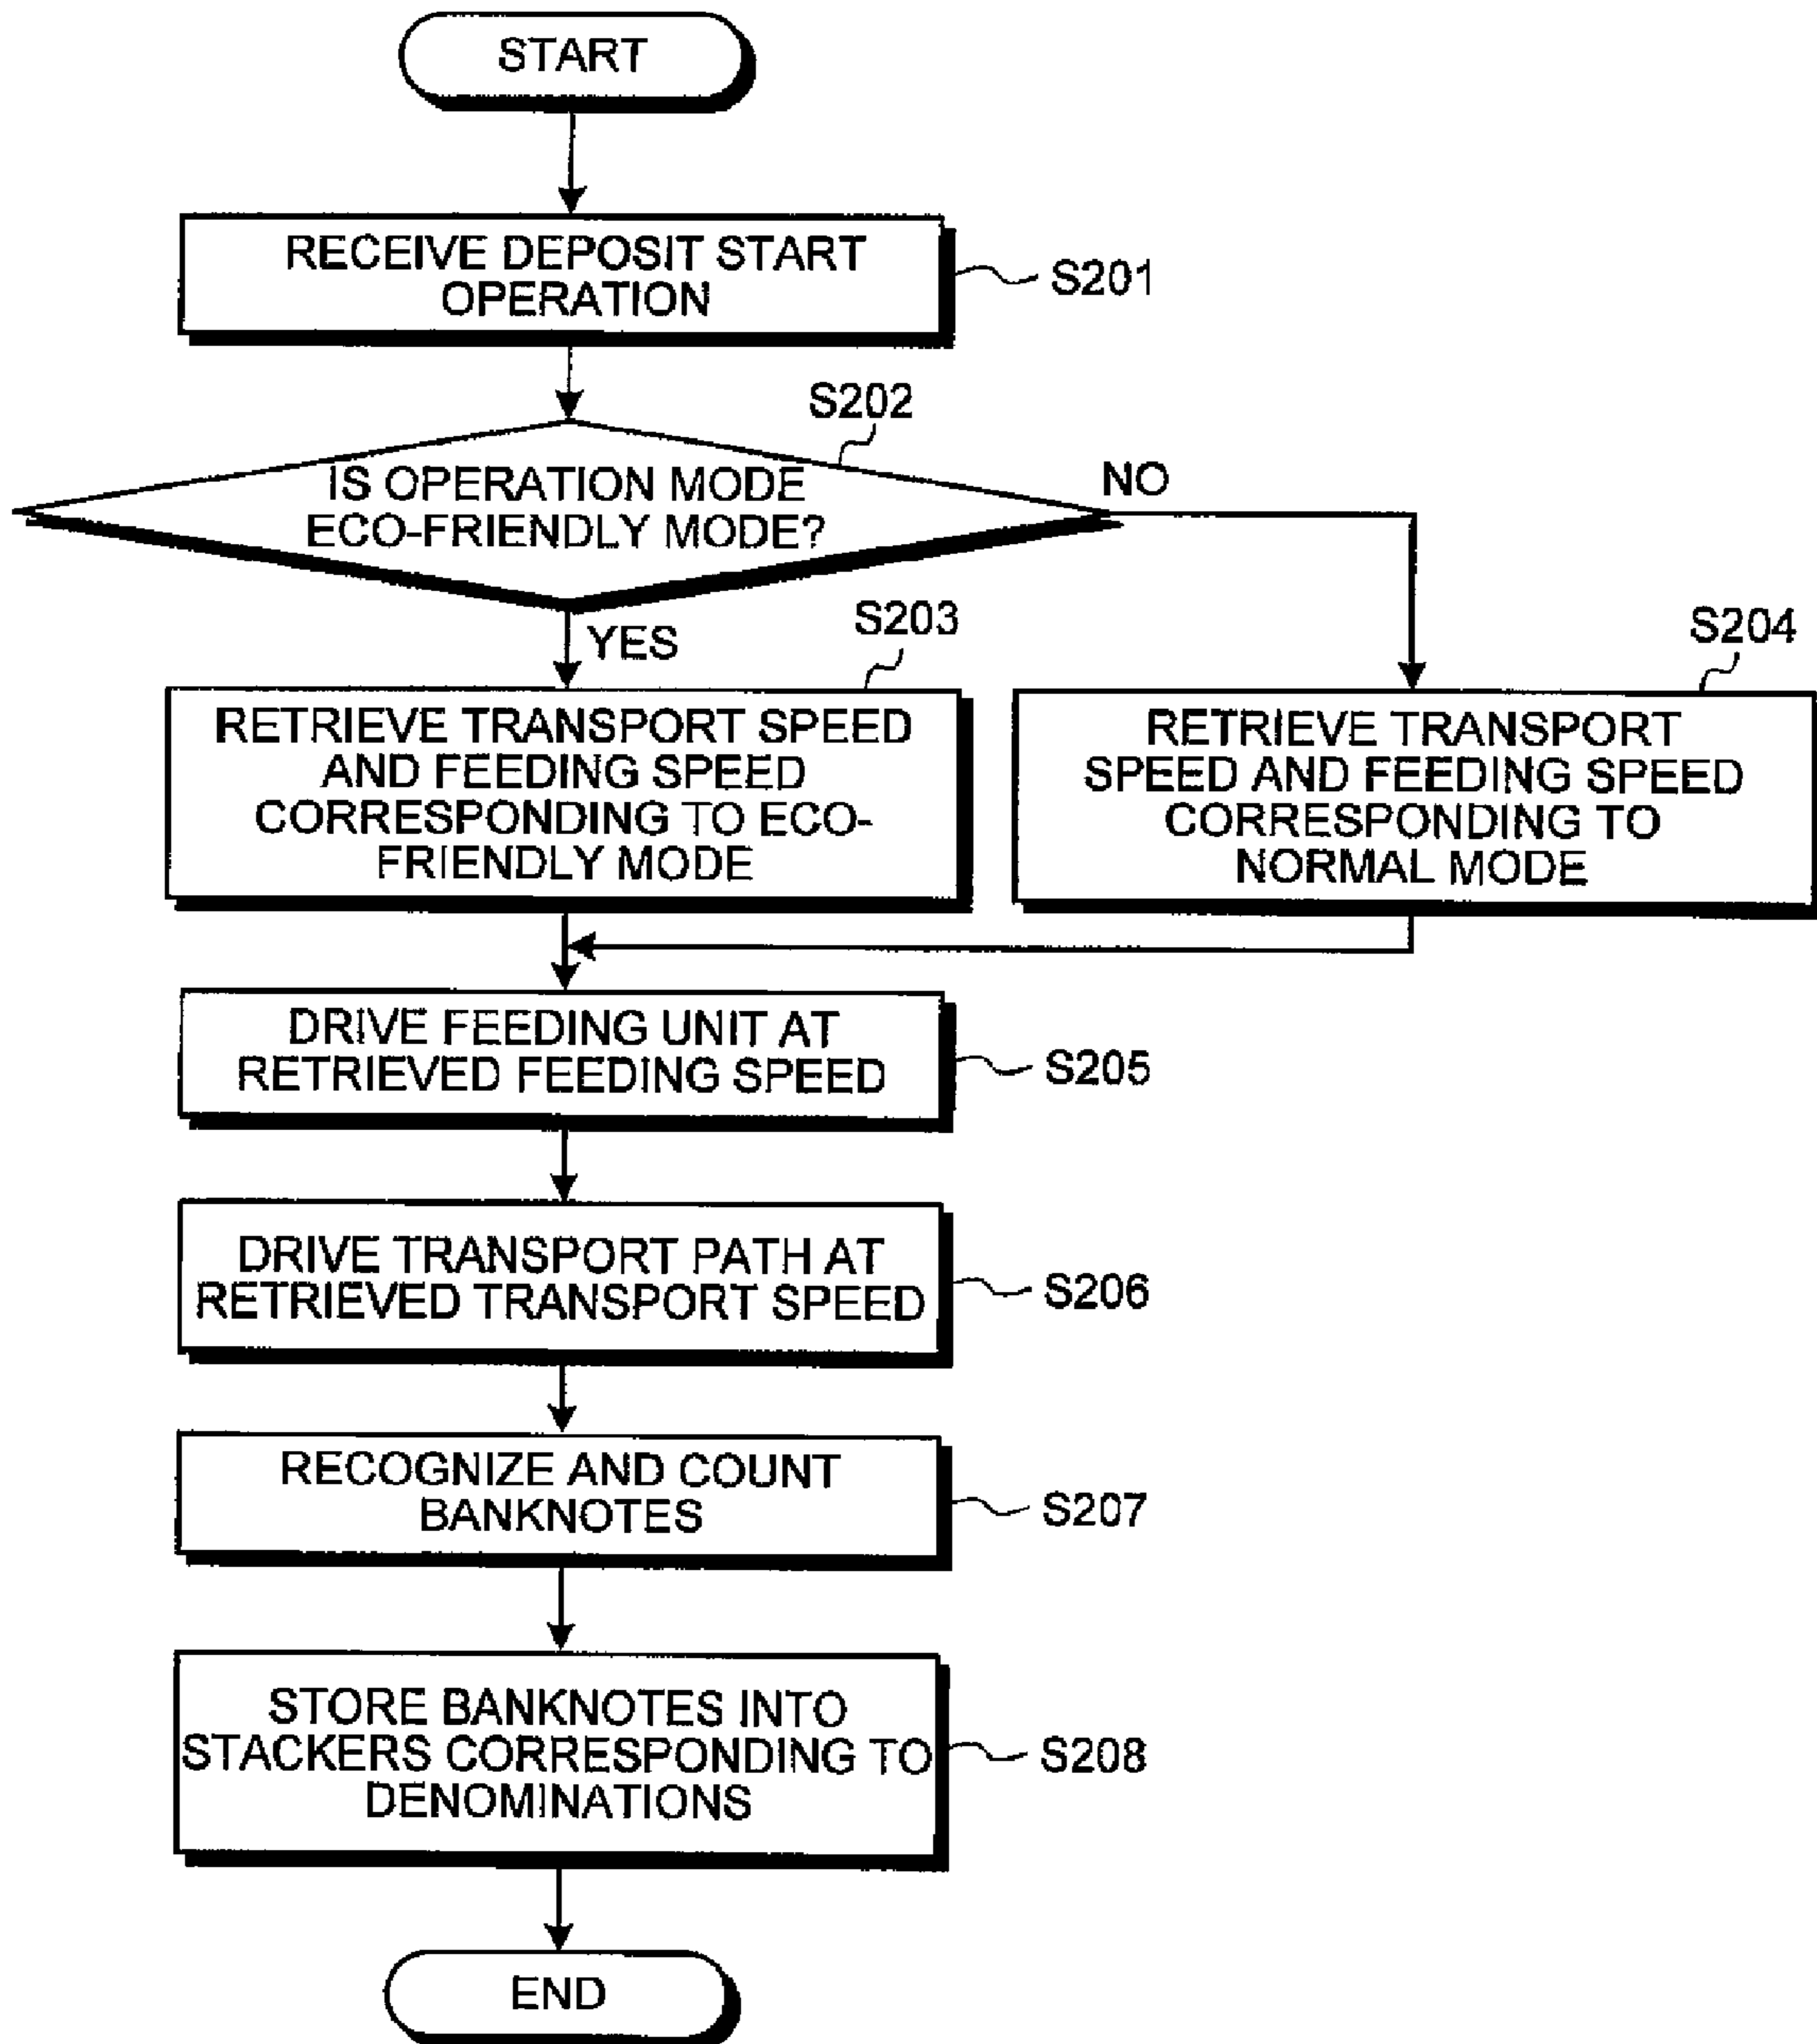 START
RECEIVE DEPOSIT START
OPERATION
S201
S202
IS OPERATION MODE
ECO-FRIENDLY MODE?
NO
YES
S203
RETRIEVE TRANSPORT SPEED
AND FEEDING SPEED
CORRESPONDING TO ECO-
FRIENDLY MODE
S204
RETRIEVE TRANSPORT
SPEED AND FEEDING SPEED
CORRESPONDING TO
NORMAL MODE
DRIVE FEEDING UNIT AT
RETRIEVED FEEDING SPEED
S205
DRIVE TRANSPORT PATH AT
RETRIEVED TRANSPORT SPEED
S206
RECOGNIZE AND COUNT
BANKNOTES
S207
STORE BANKNOTES INTO
STACKERS CORRESPONDING TO
DENOMINATIONS
S208
END